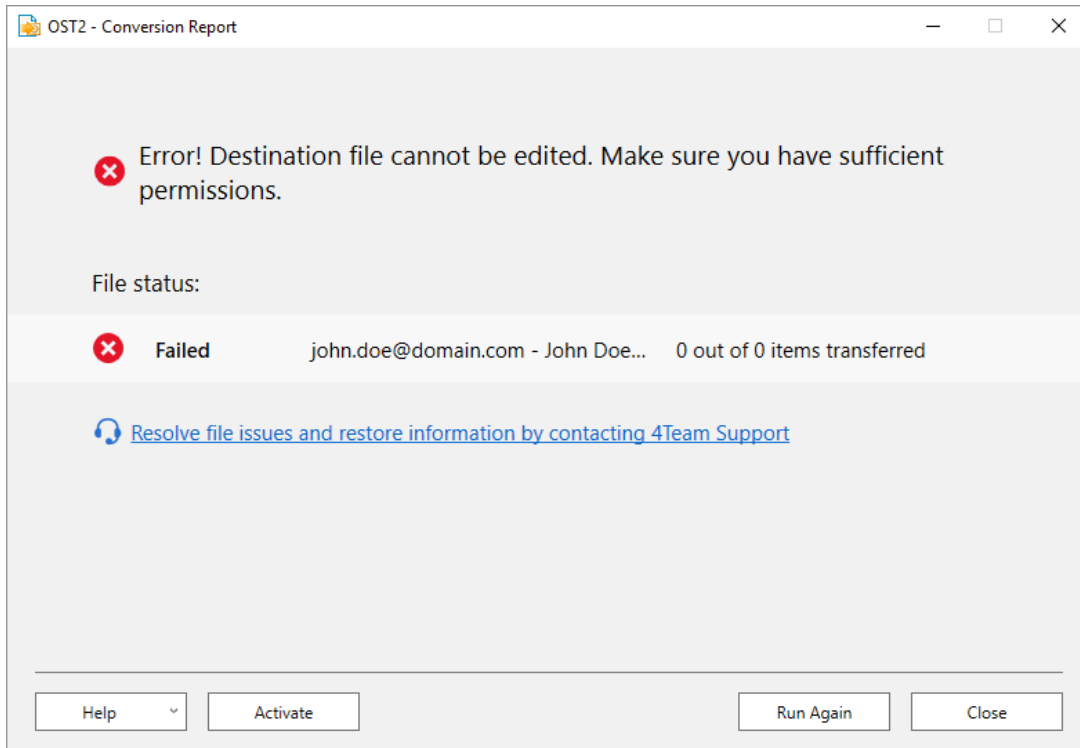 OST2 - Conversion Report
Error! Destination file cannot be edited. Make sure you have sufficient
permissions.
File status:
Failed john.doe@domain.com - John Doe... 0 out of 0 items transferred
Resolve file issues and restore information by contacting 4Team Support
Help Activate Run Again Close